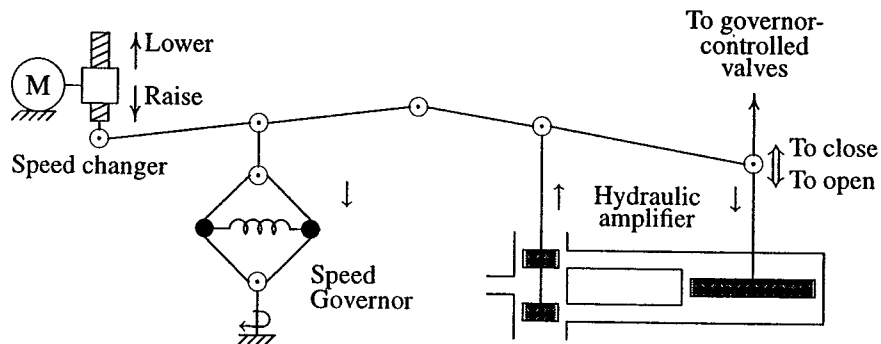 To governor-
controlled
valves
Lower
M
Raise
Speed changer
To close
To open
Hydraulic
amplifier
Speed
Governor